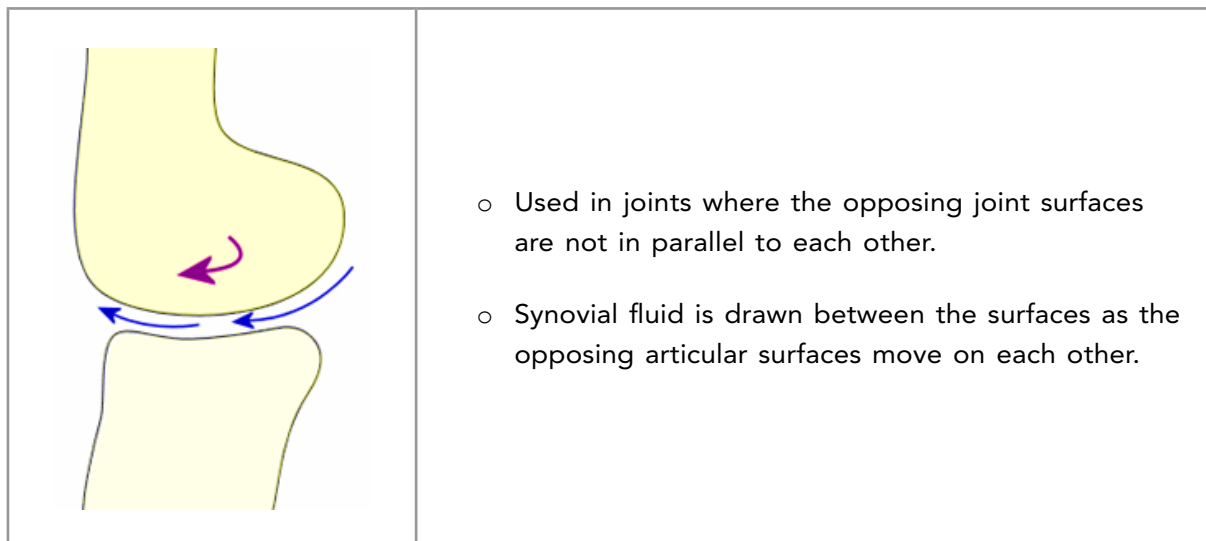 o Used in joints where the opposing joint surfaces
are not in parallel to each other.
o Synovial fluid is drawn between the surfaces as the
opposing articular surfaces move on each other.